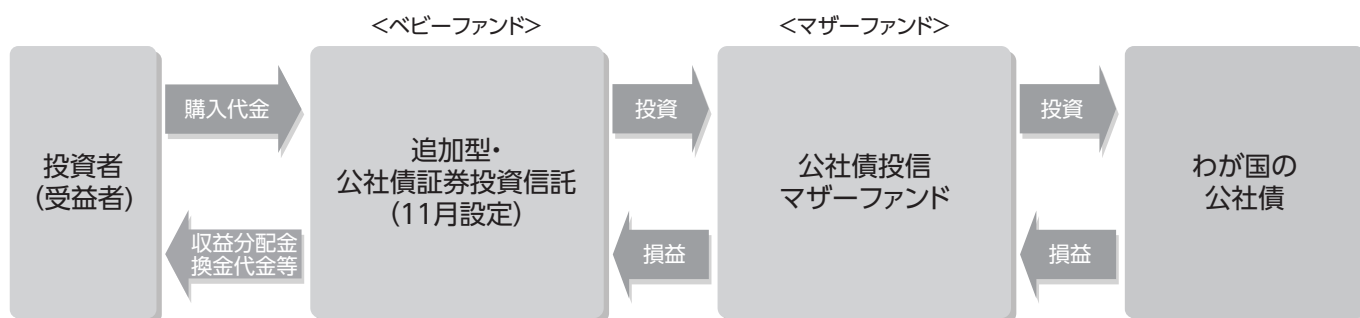 <ベビーファンド>
<マザーファンド>
投資者
(受益者)
購入代金
収益分配金
換金代金等
追加型・
公社債証券投資信託
(11月設定)
投資
損益
公社債投信
マザーファンド
投資
損益
わが国の
公社債